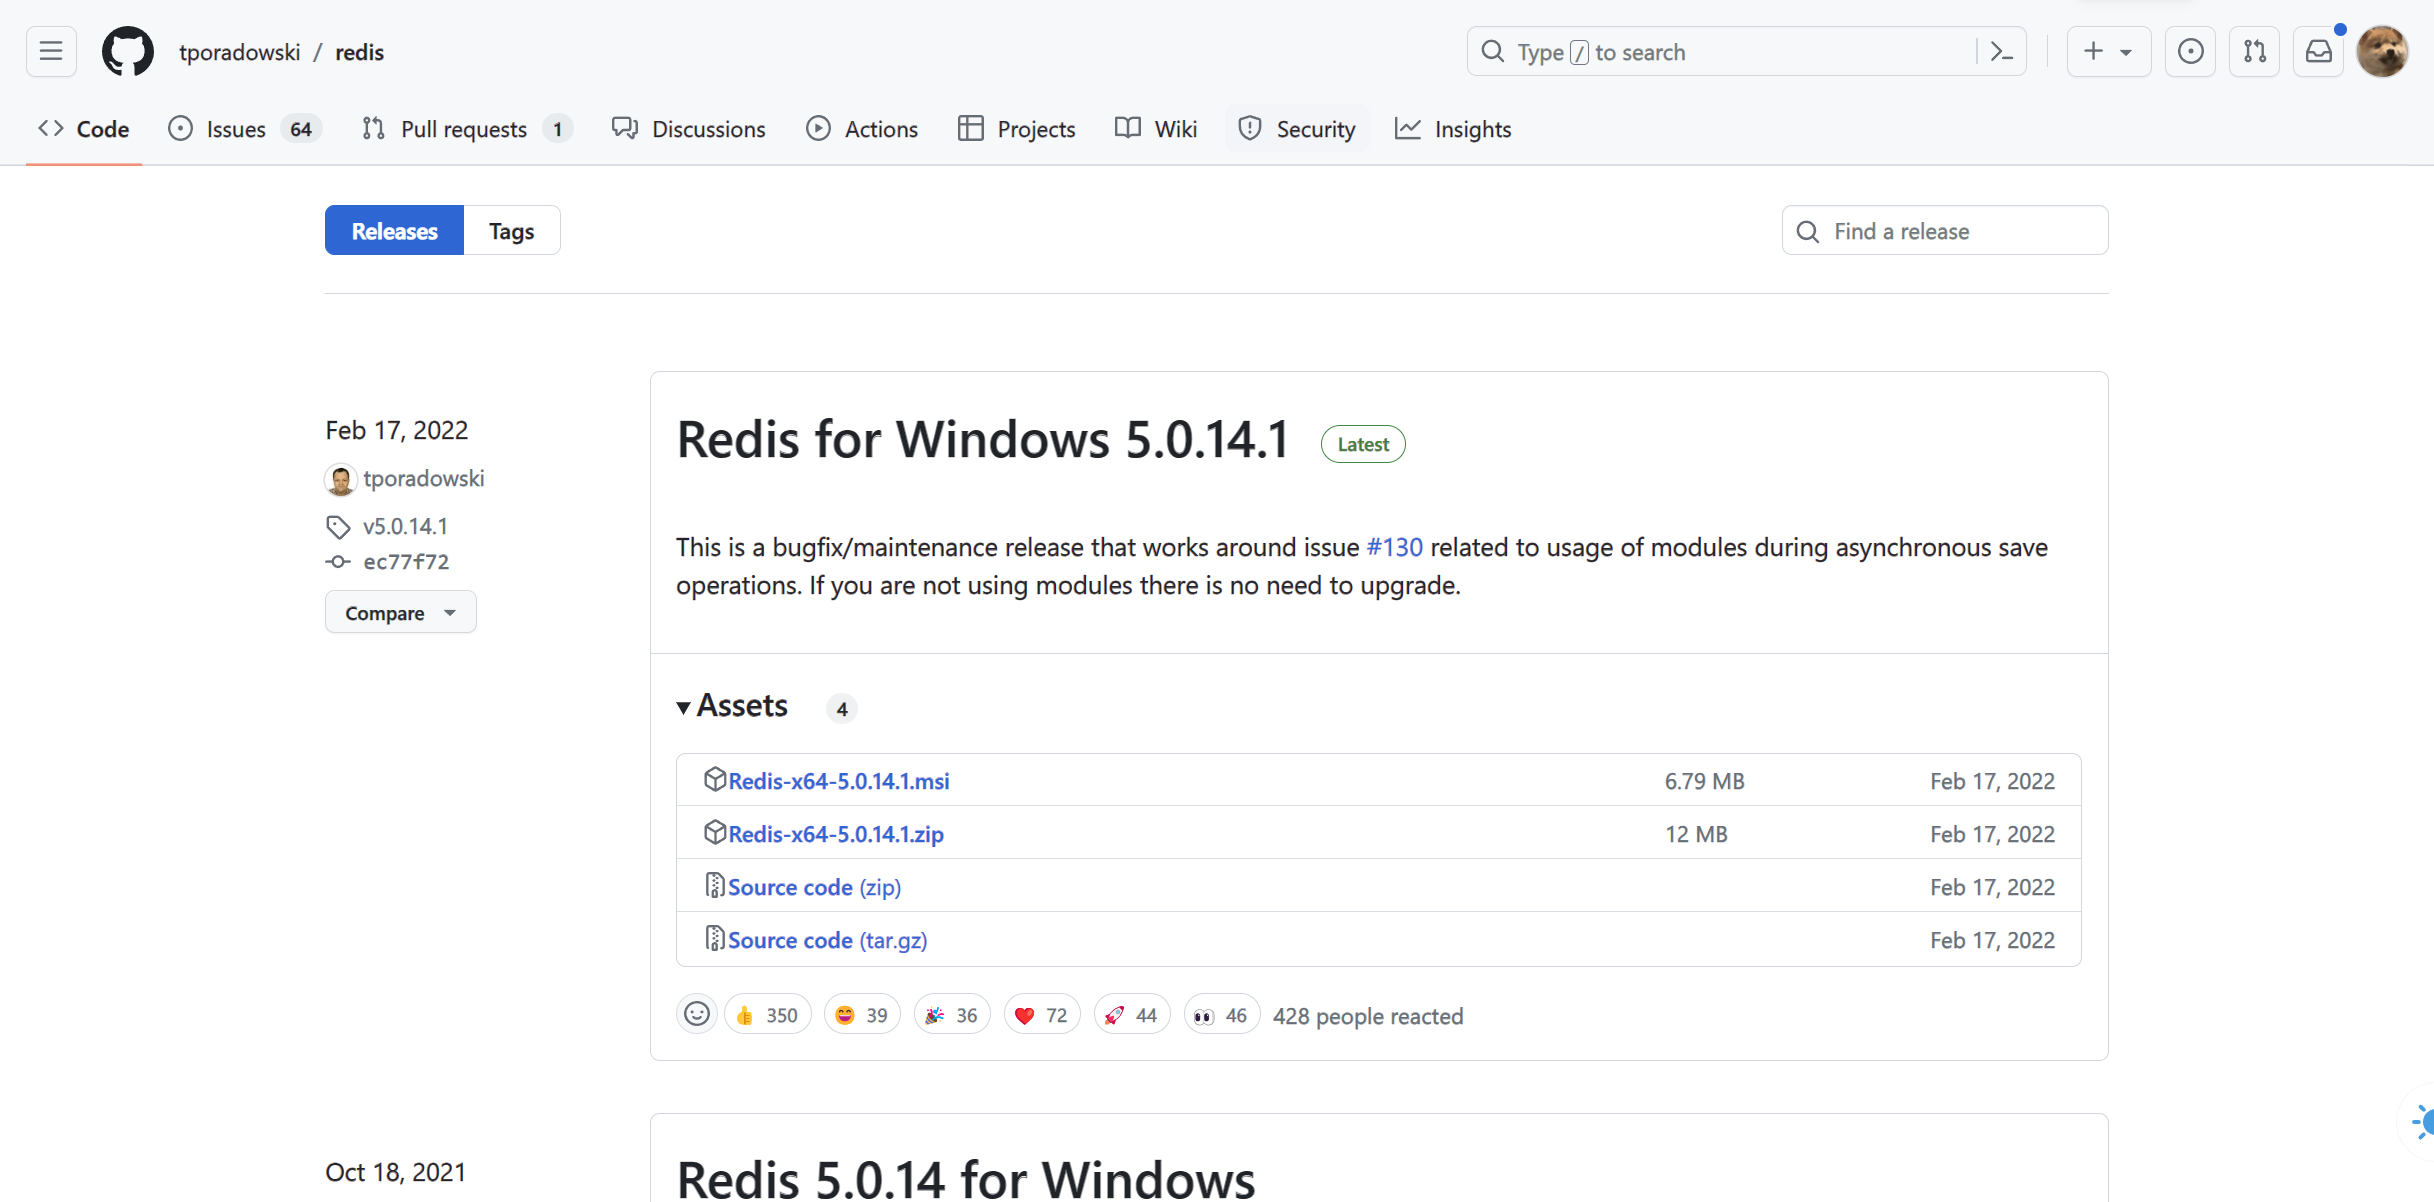 tporadowski / redis
Type / to search
Code
Issues 64
Pull requests 1
Discussions
Actions
Projects
Wiki
Security
Insights
Releases
Tags
Find a release
Feb 17, 2022
tporadowski
v5.0.14.1
ec77f72
Compare
Redis for Windows 5.0.14.1 Latest
This is a bugfix/maintenance release that works around issue #130 related to usage of modules during asynchronous save
operations. If you are not using modules there is no need to upgrade.
Assets 4
Redis-x64-5.0.14.1.msi 6.79 MB Feb 17, 2022
Redis-x64-5.0.14.1.zip 12 MB Feb 17, 2022
Source code (zip) Feb 17, 2022
Source code (tar.gz) Feb 17, 2022
350 39 36 72 44 46 428 people reacted
Oct 18, 2021
Redis 5.0.14 for Windows